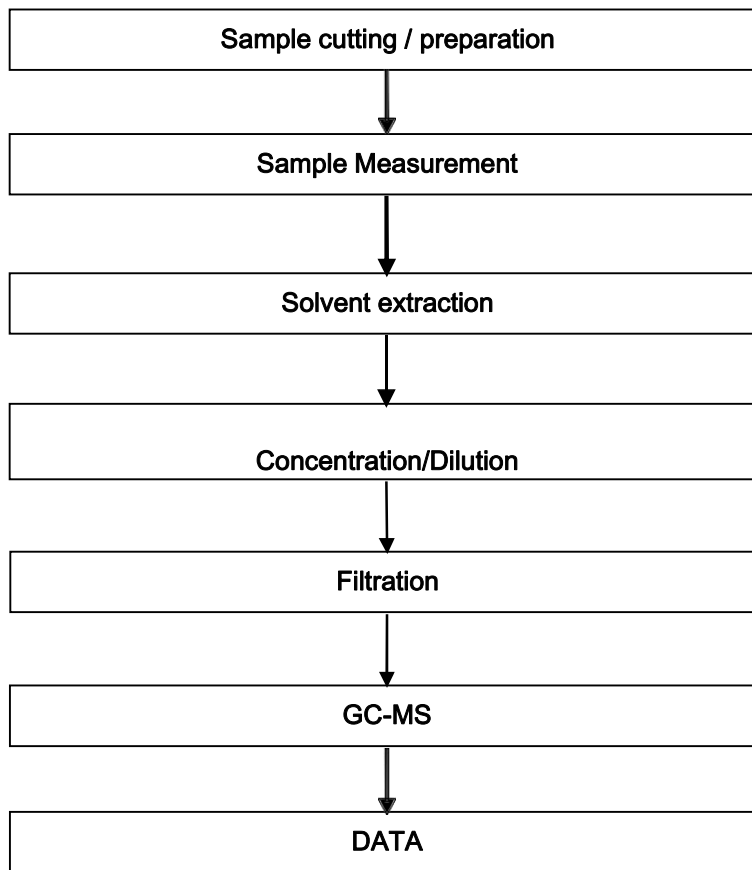 Sample cutting / preparation
Sample Measurement
Solvent extraction
Concentration/Dilution
Filtration
GC-MS
DATA